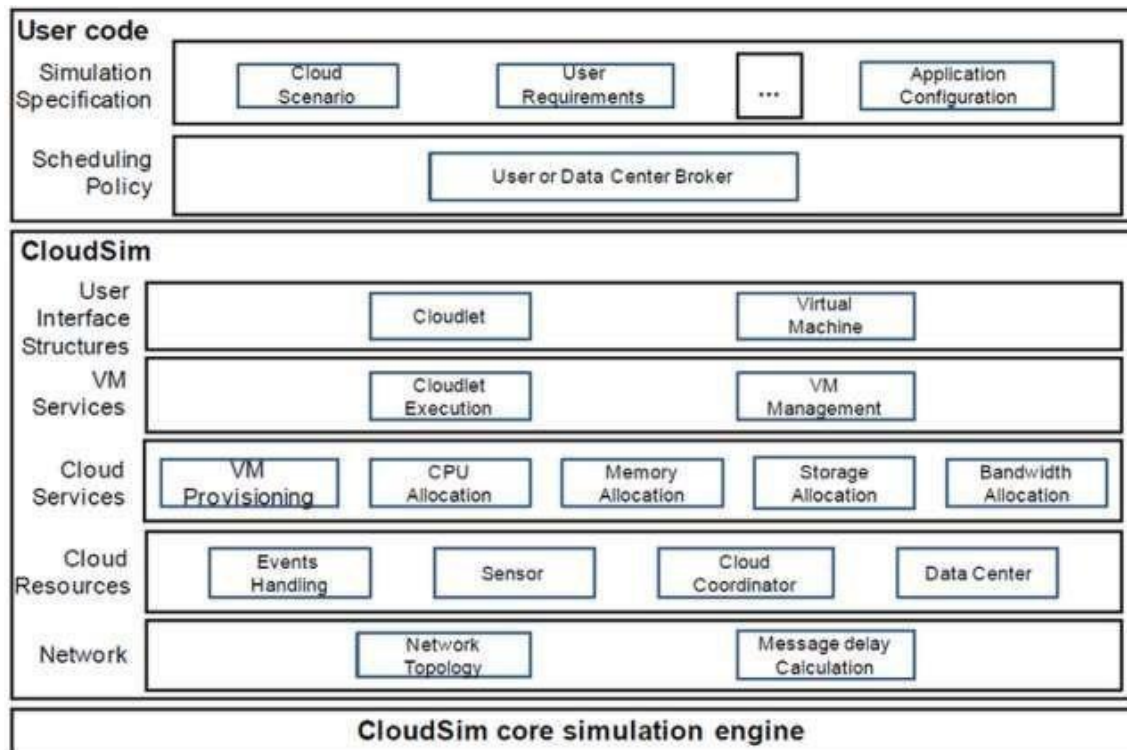 User code
Simulation
Specification
Cloud
Scenario
User
Requirements
...
Application
Configuration
Scheduling
Policy
User or Data Center Broker
CloudSim
User
Interface
Structures
Cloudlet
Virtual
Machine
VM
Services
Cloudlet
Execution
VM
Management
Cloud
Services
VM
Provisioning
CPU
Allocation
Memory
Allocation
Storage
Allocation
Bandwidth
Allocation
Cloud
Resources
Events
Handling
Sensor
Cloud
Coordinator
Data Center
Network
Network
Topology
Message delay
Calculation
CloudSim core simulation engine